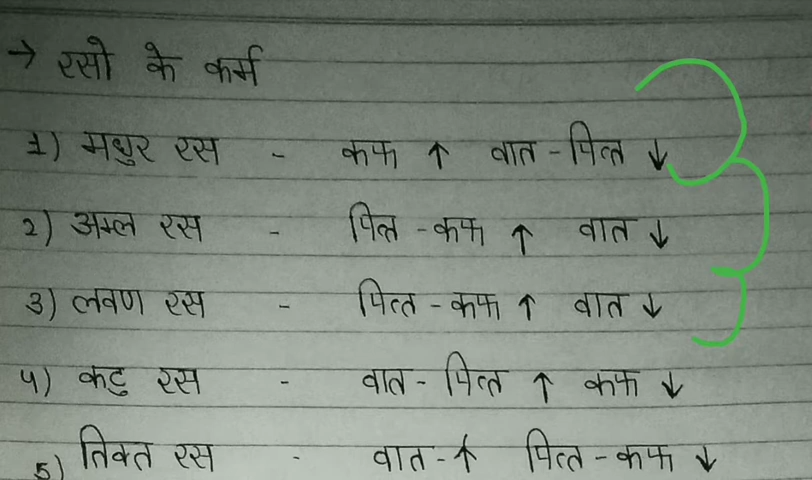 → रसो के कर्म
1) मधुर रस - कफ ↑ वात - पित्त ↓
2) अम्ल रस - पित्त - कफ ↑ वात ↓
3) लवण रस - पित्त - कफ ↑ वात ↓
4) कटु रस - वात - पित्त ↑ कफ ↓
5) तिक्त रस - वात - ↑ पित्त - कफ ↓